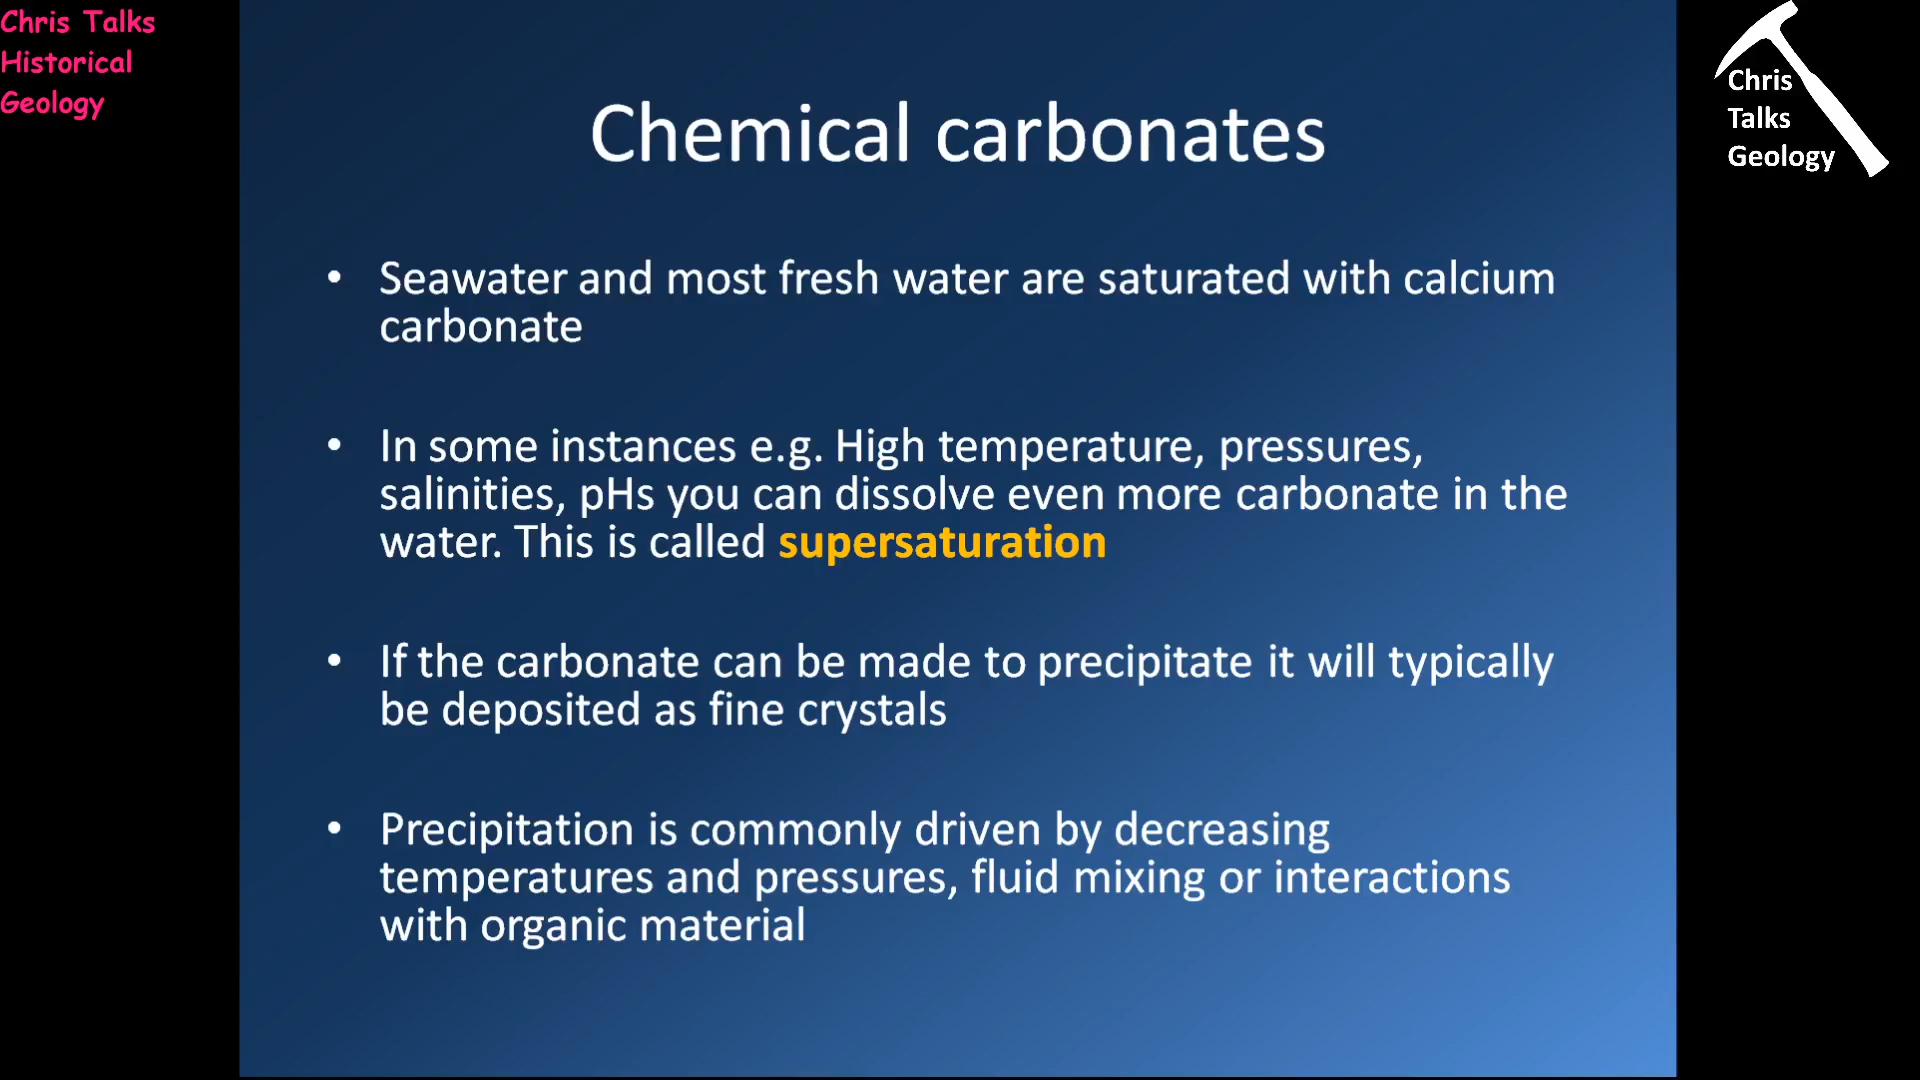 Chris Talks
Historical
Geology
Chris
Talks
Geology
Chemical carbonates
• Seawater and most fresh water are saturated with calcium
carbonate
• In some instances e.g. High temperature, pressures,
salinities, pHs you can dissolve even more carbonate in the
water. This is called supersaturation
• If the carbonate can be made to precipitate it will typically
be deposited as fine crystals
• Precipitation is commonly driven by decreasing
temperatures and pressures, fluid mixing or interactions
with organic material